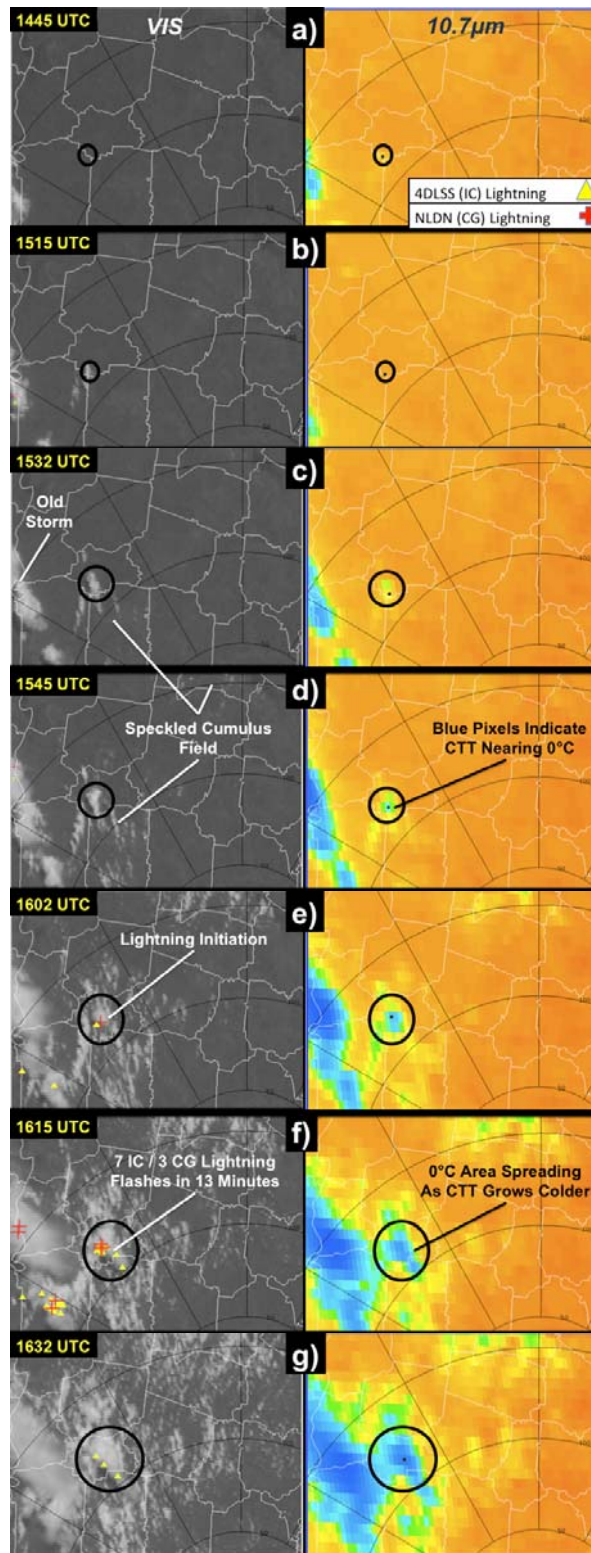 1445 UTC
VIS
a)
10.7µm
4DLSS (IC) Lightning
NLDN (CG) Lightning
1515 UTC
b)
1532 UTC
c)
Old
Storm
1545 UTC
d)
Speckled Cumulus
Field
Blue Pixels Indicate
CTT Nearing 0°C
1602 UTC
e)
Lightning Initiation
1615 UTC
f)
7 IC / 3 CG Lightning
Flashes in 13 Minutes
0°C Area Spreading
As CTT Grows Colder
1632 UTC
g)